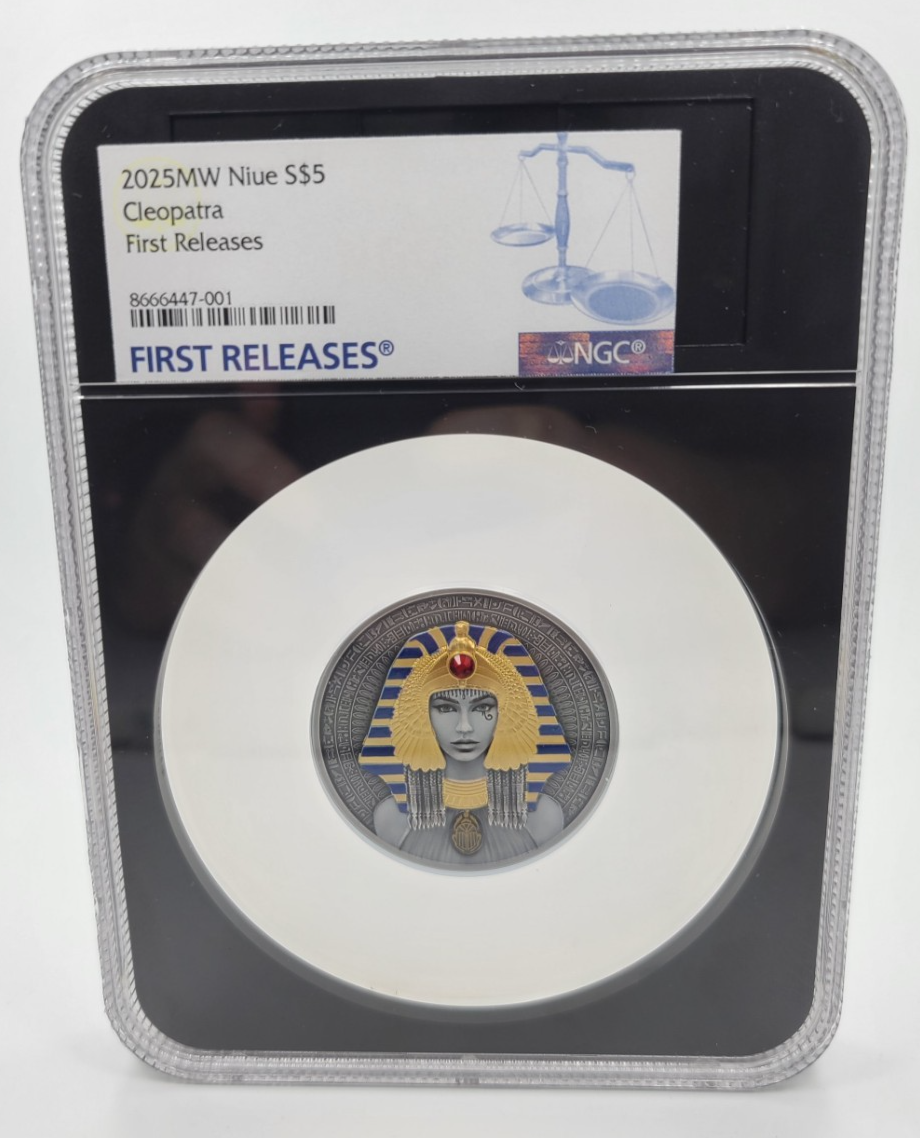 2025MW Niue S$5
Cleopatra
First Releases
8666447-001
FIRST RELEASES®
NGC®